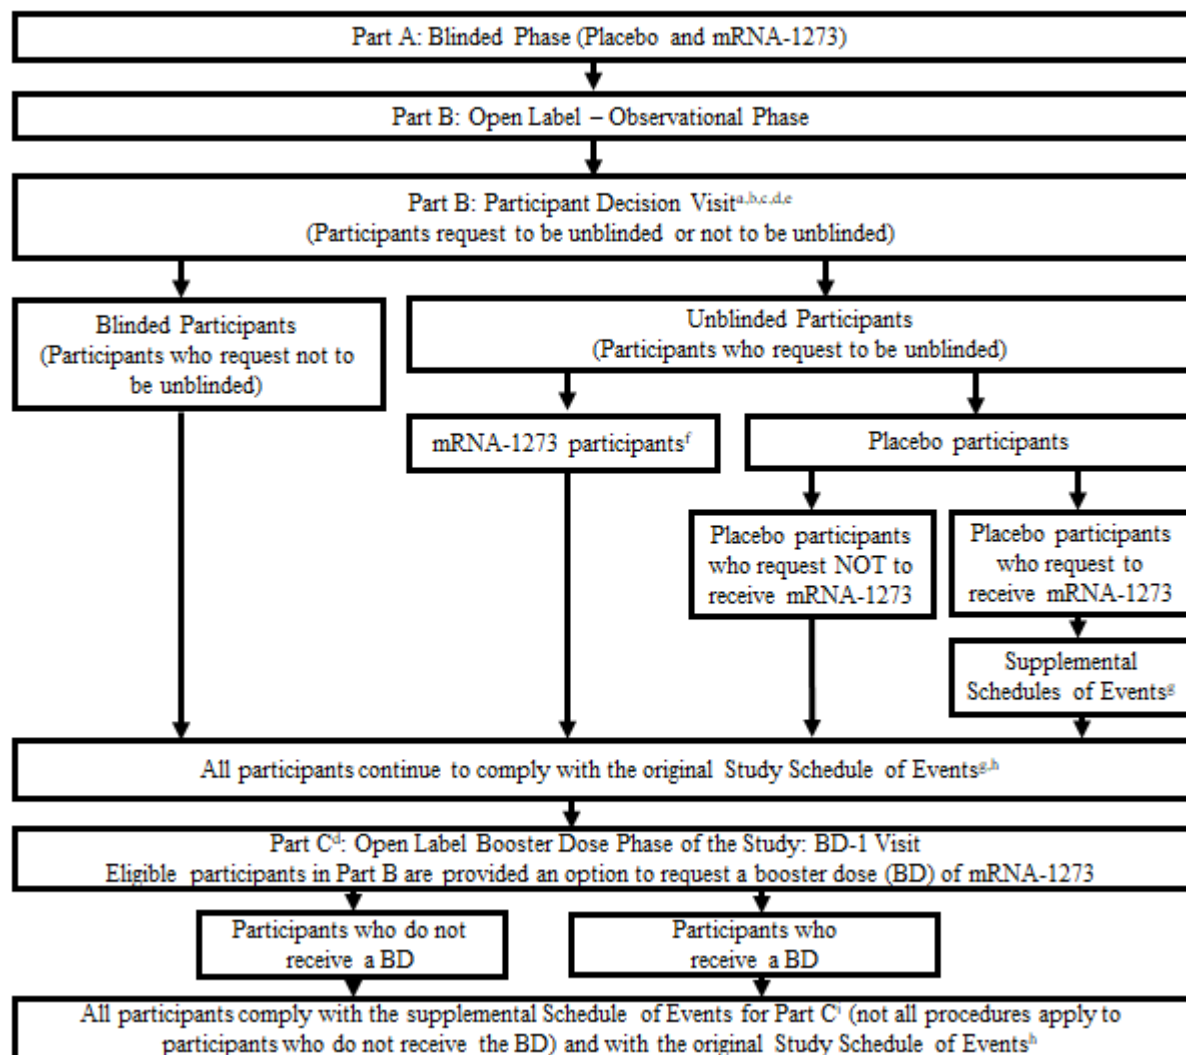 Part A: Blinded Phase (Placebo and mRNA-1273)
Part B: Open Label – Observational Phase
Part B: Participant Decision Visita,b,c,d,e
(Participants request to be unblinded or not to be unblinded)
Blinded Participants
(Participants who request not to
be unblinded)
Unblinded Participants
(Participants who request to be unblinded)
mRNA-1273 participantsf
Placebo participants
Placebo participants
who request NOT to
receive mRNA-1273
Placebo participants
who request to
receive mRNA-1273
Supplemental
Schedules of Eventsg
All participants continue to comply with the original Study Schedule of Eventsg,h
Part Cd: Open Label Booster Dose Phase of the Study: BD-1 Visit
Eligible participants in Part B are provided an option to request a booster dose (BD) of mRNA-1273
Participants who do not
receive a BD
Participants who
receive a BD
All participants comply with the supplemental Schedule of Events for Part Ci (not all procedures apply to
participants who do not receive the BD) and with the original Study Schedule of Eventsh